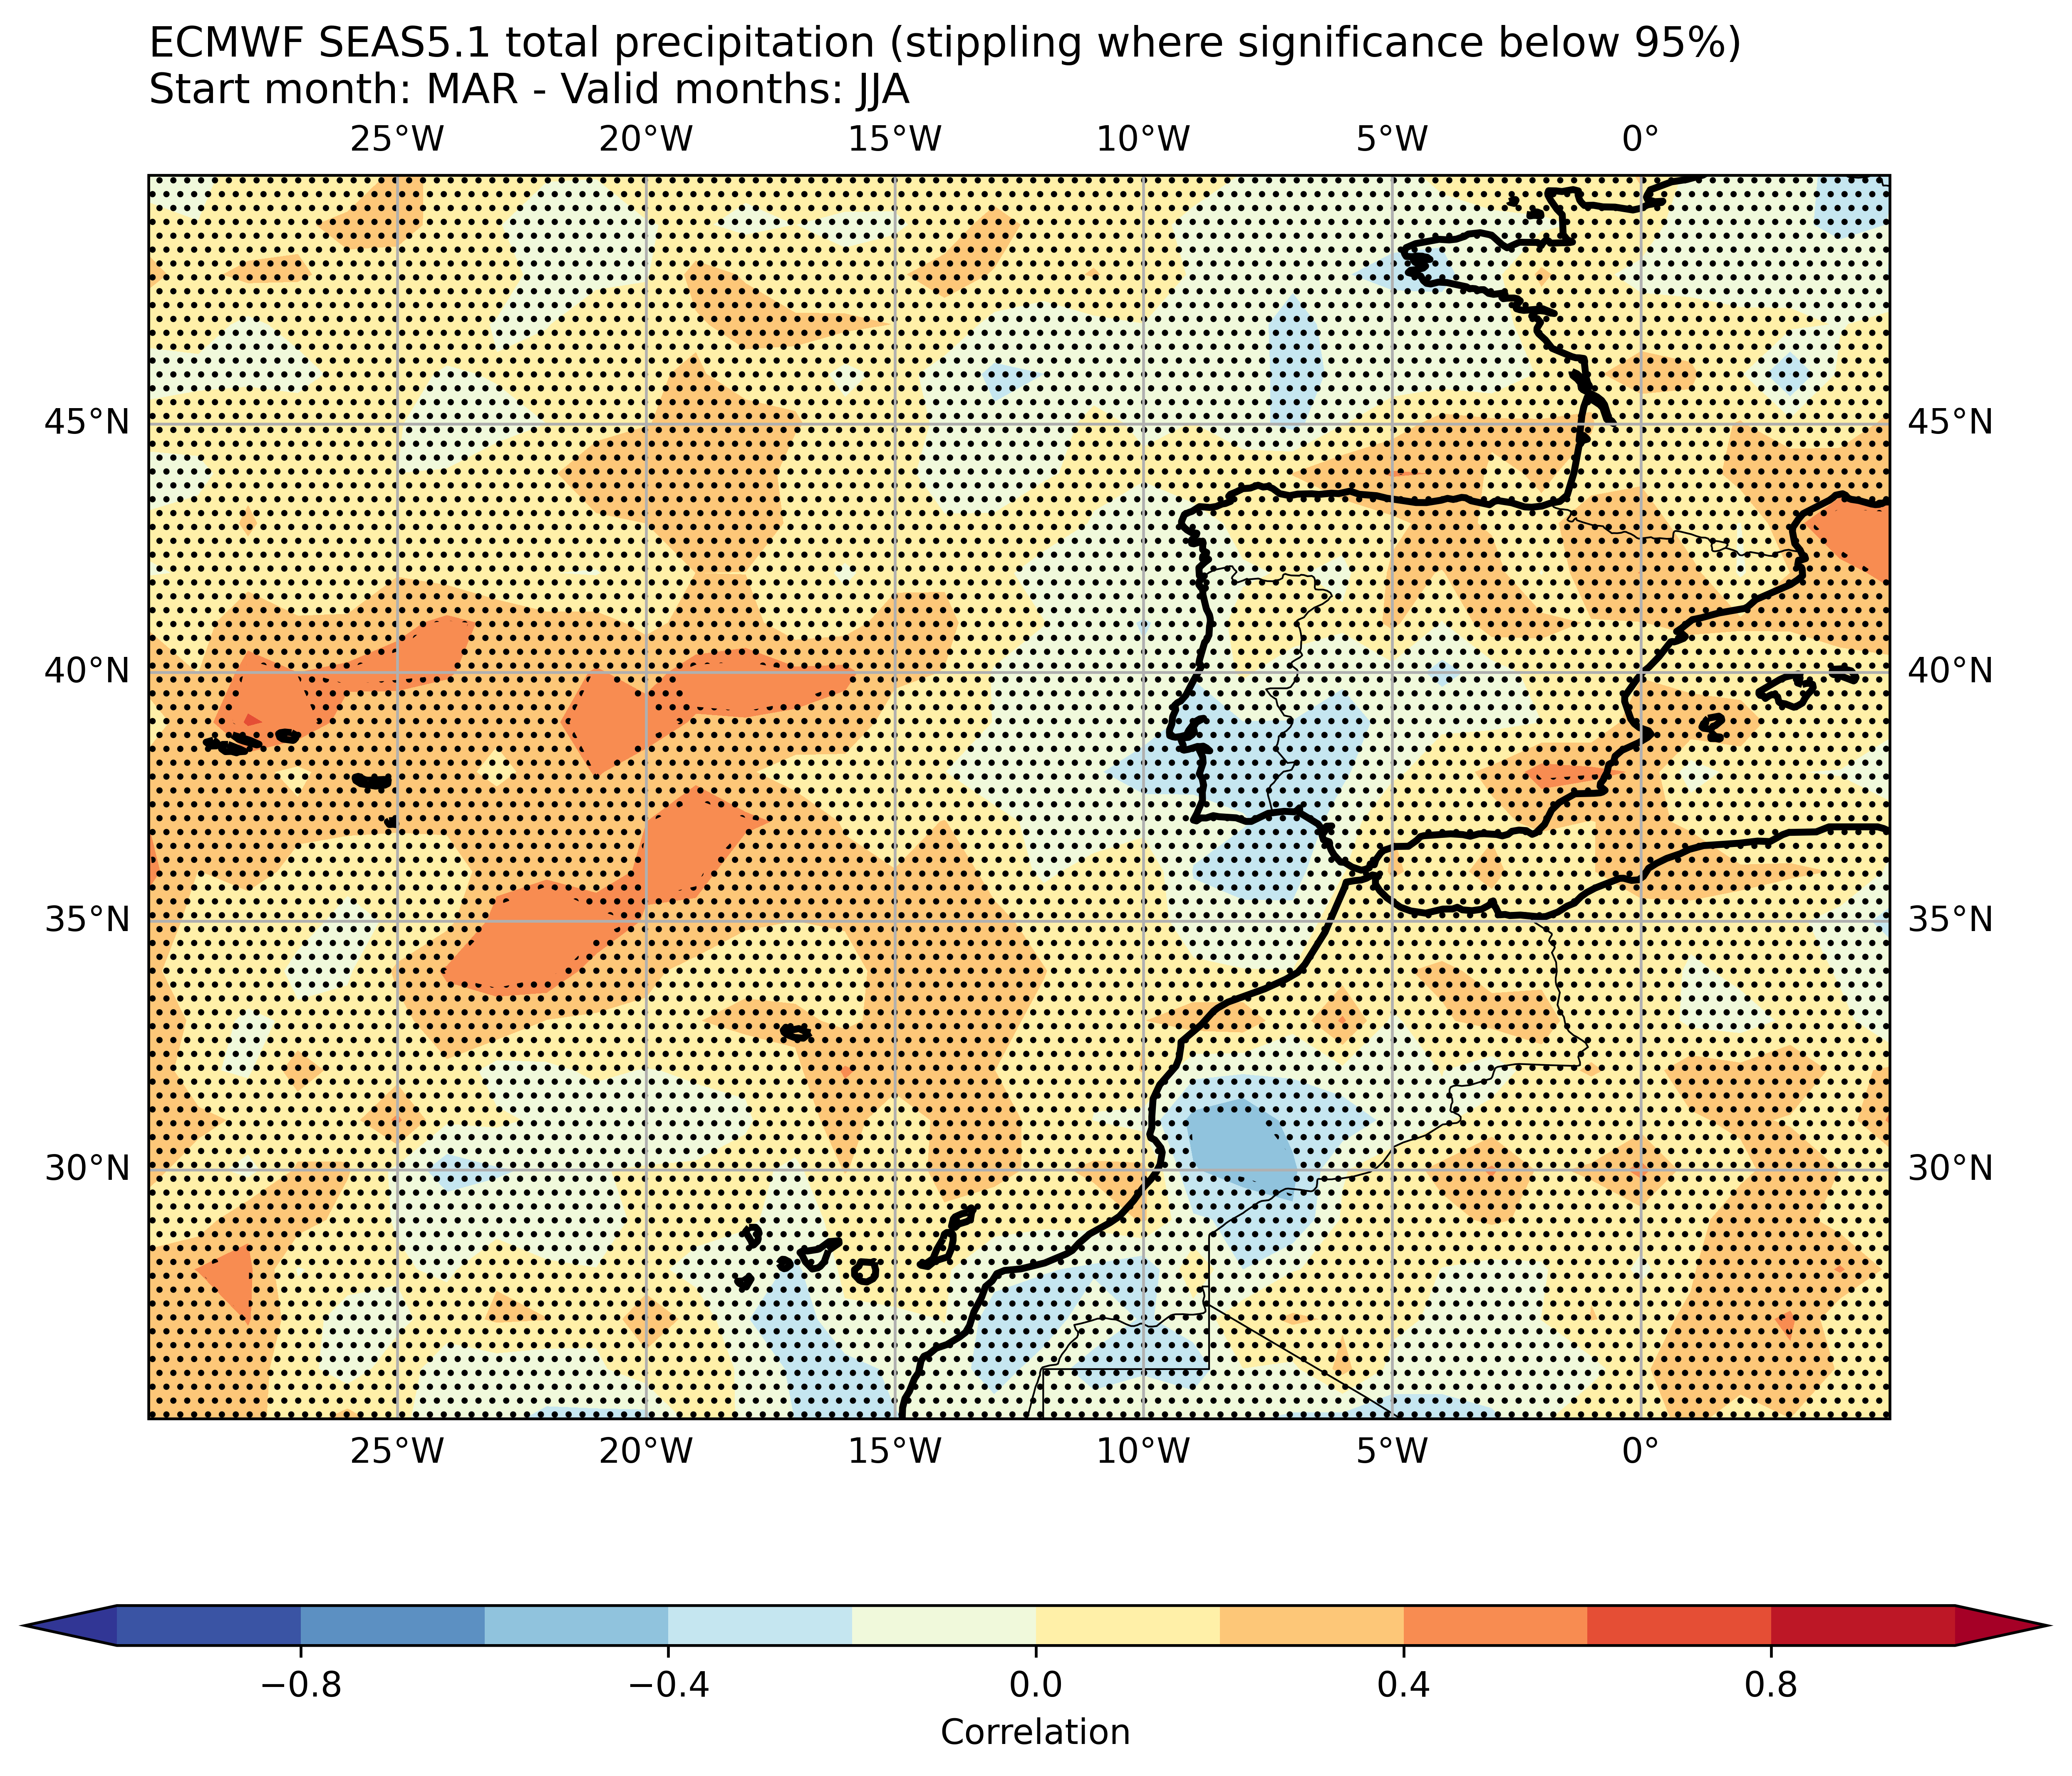 ECMWF SEAS5.1 total precipitation (stippling where significance below 95%)
Start month: MAR - Valid months: JJA
25°W 20°W 15°W 10°W 5°W 0°
45°N 45°N
40°N 40°N
35°N 35°N
30°N 30°N
25°W 20°W 15°W 10°W 5°W 0°
−0.8 −0.4 0.0 0.4 0.8
Correlation